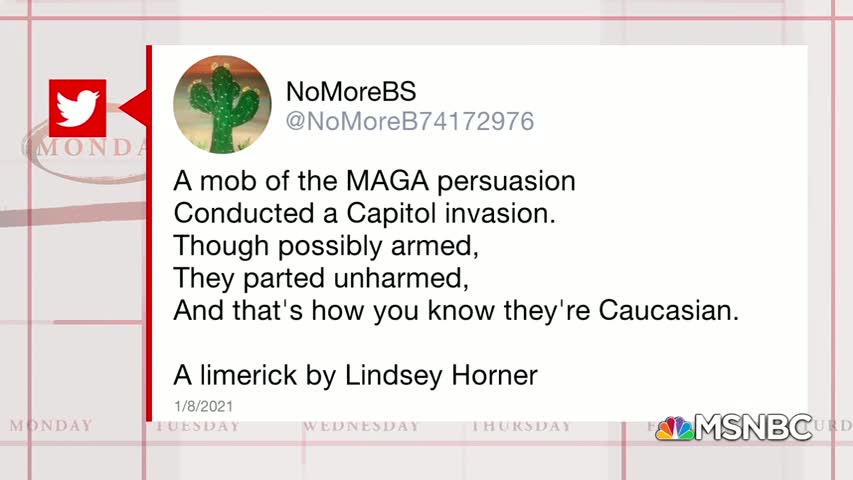 NoMoreBS
@NoMoreB74172976
A mob of the MAGA persuasion
Conducted a Capitol invasion.
Though possibly armed,
They parted unharmed,
And that's how you know they're Caucasian.
A limerick by Lindsey Horner
1/8/2021
MONDA
MONDAY TUESDAY WEDNESDAY THURSDAY
MSNBC